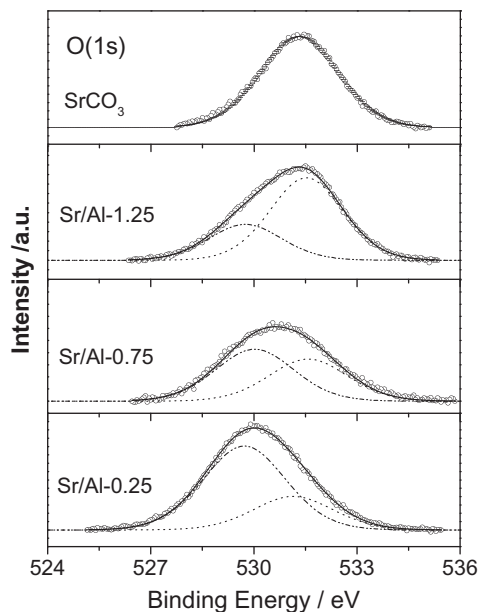 O(1s)
SrCO₃
Sr/Al-1.25
Sr/Al-0.75
Sr/Al-0.25
Intensity /a.u.
524 527 530 533 536
Binding Energy / eV